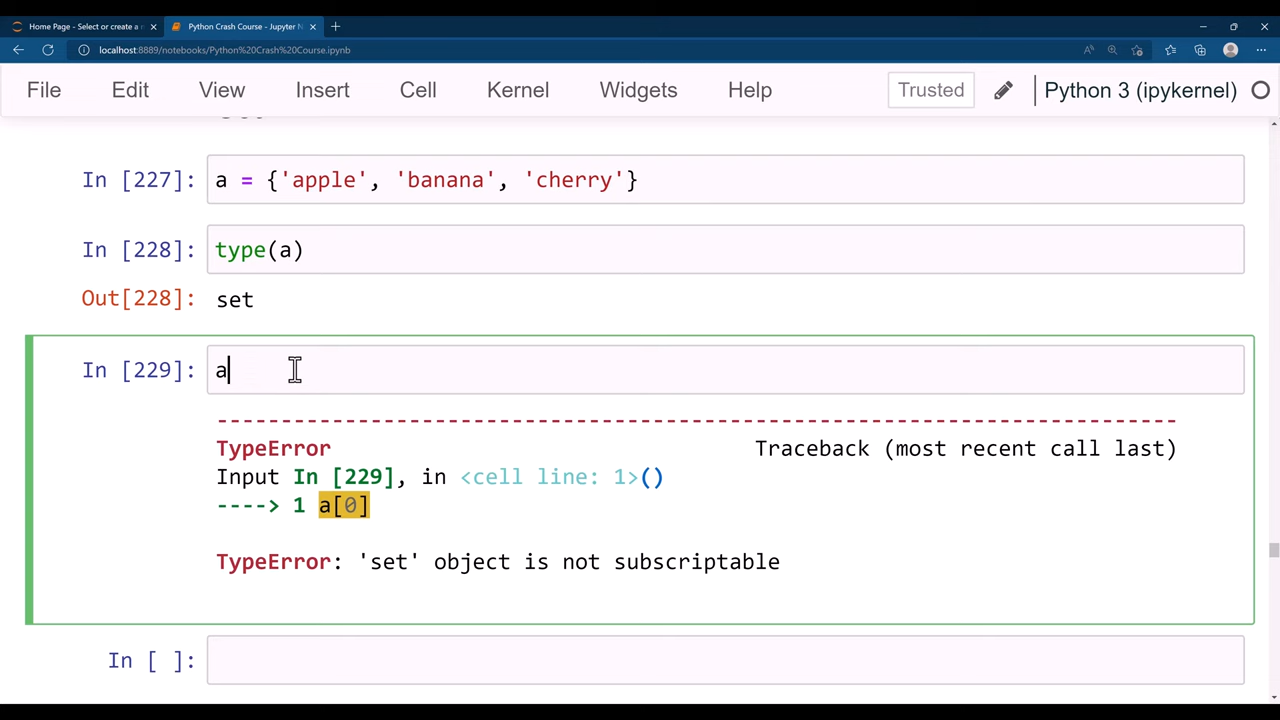 Home Page - Select or create a n
Python Crash Course - Jupyter N
localhost:8889/notebooks/Python%20Crash%20Course.ipynb
File Edit View Insert Cell Kernel Widgets Help Trusted Python 3 (ipykernel)
In [227]: a = {'apple', 'banana', 'cherry'}
In [228]: type(a)
Out[228]: set
In [229]: a
---------------------------------------------------------------------------
TypeError Traceback (most recent call last)
Input In [229], in <cell line: 1>()
----> 1 a[0]
TypeError: 'set' object is not subscriptable
In [ ]: